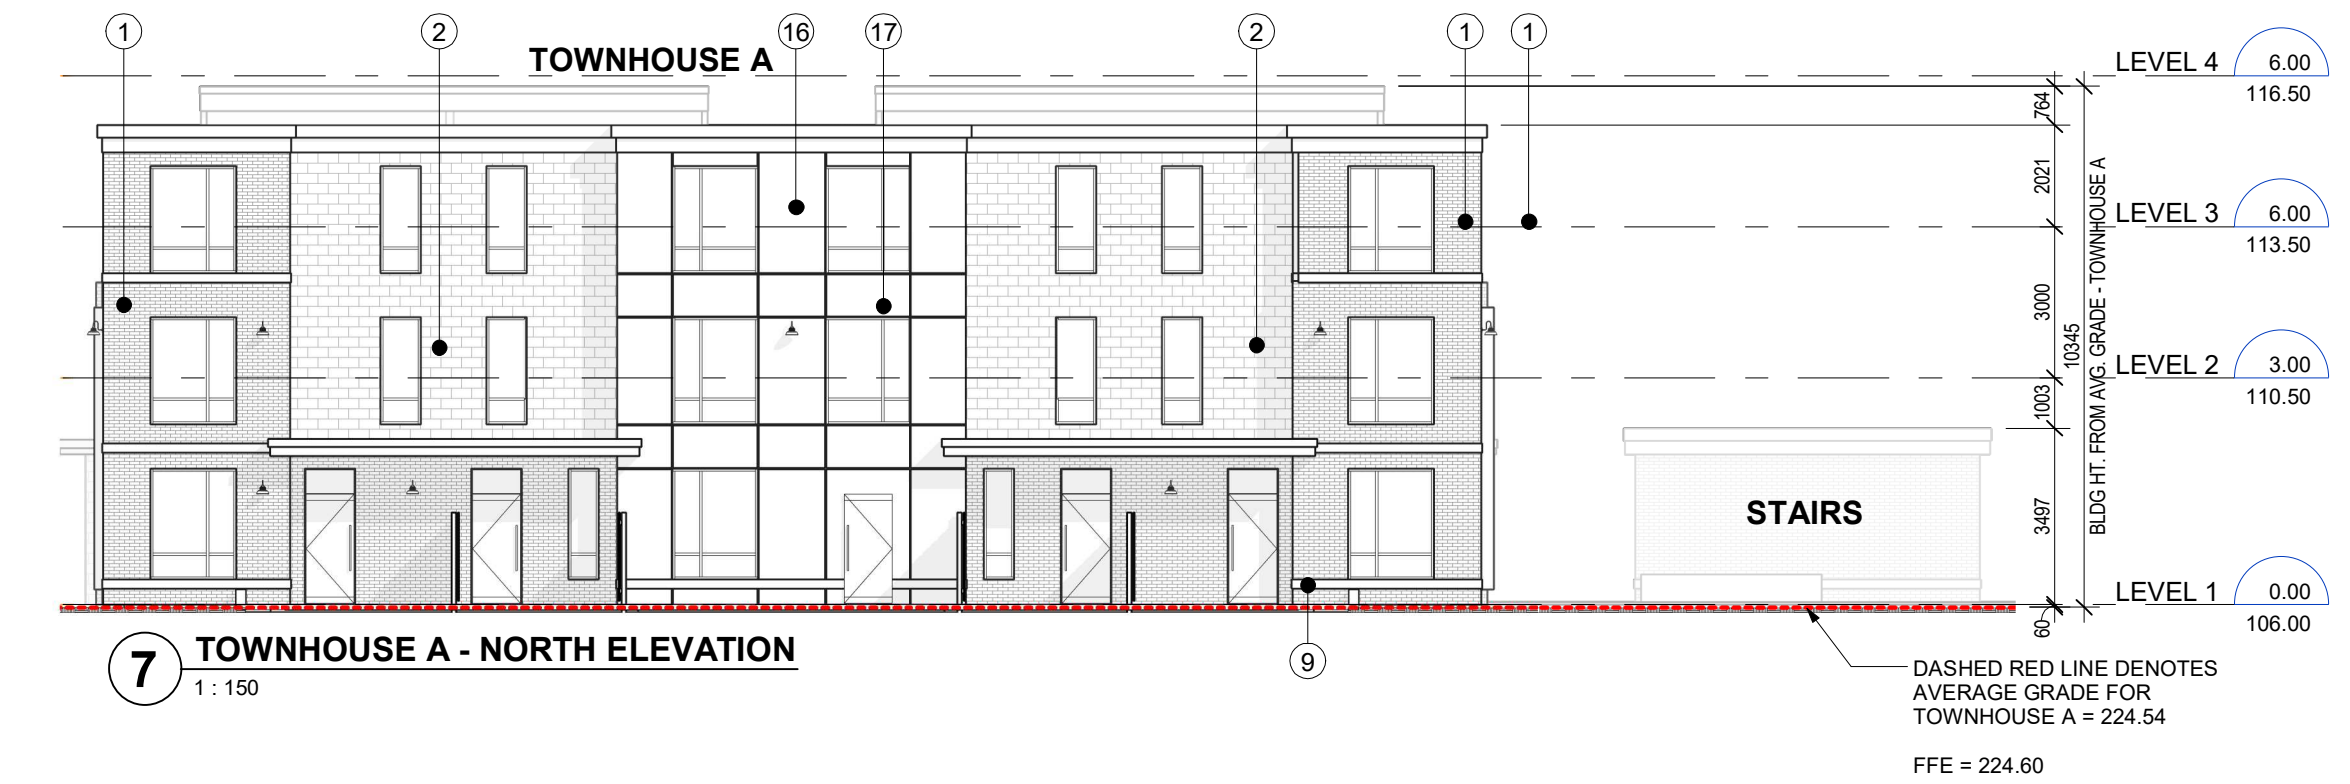 1
2
TOWNHOUSE A
16
17
2
1
1
LEVEL 4
6.00
116.50
764
2021
LEVEL 3
6.00
113.50
3000
10345
BLDG HT. FROM AVG. GRADE - TOWNHOUSE A
LEVEL 2
3.00
110.50
1003
STAIRS
3497
LEVEL 1
0.00
106.00
60
7
TOWNHOUSE A - NORTH ELEVATION
1 : 150
9
DASHED RED LINE DENOTES
AVERAGE GRADE FOR
TOWNHOUSE A = 224.54
FFE = 224.60